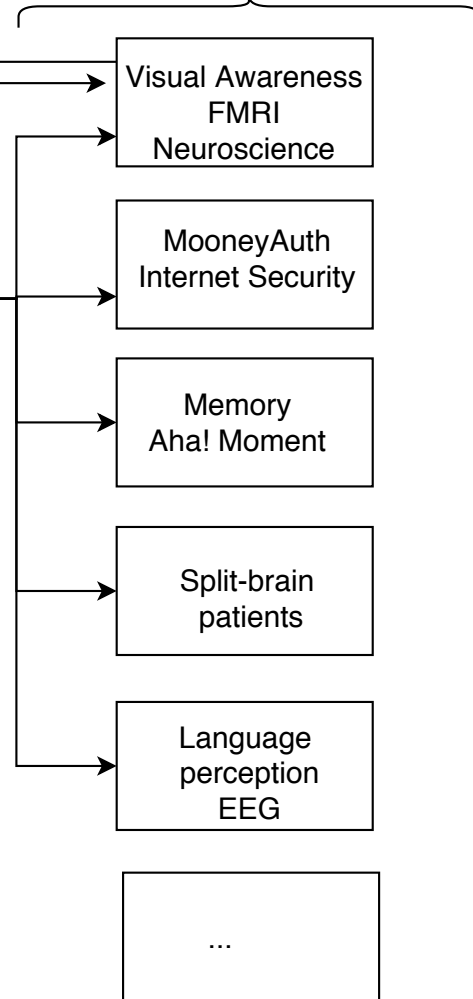 Visual Awareness
FMRI
Neuroscience
MooneyAuth
Internet Security
Memory
Aha! Moment
Split-brain
patients
Language
perception
EEG
...